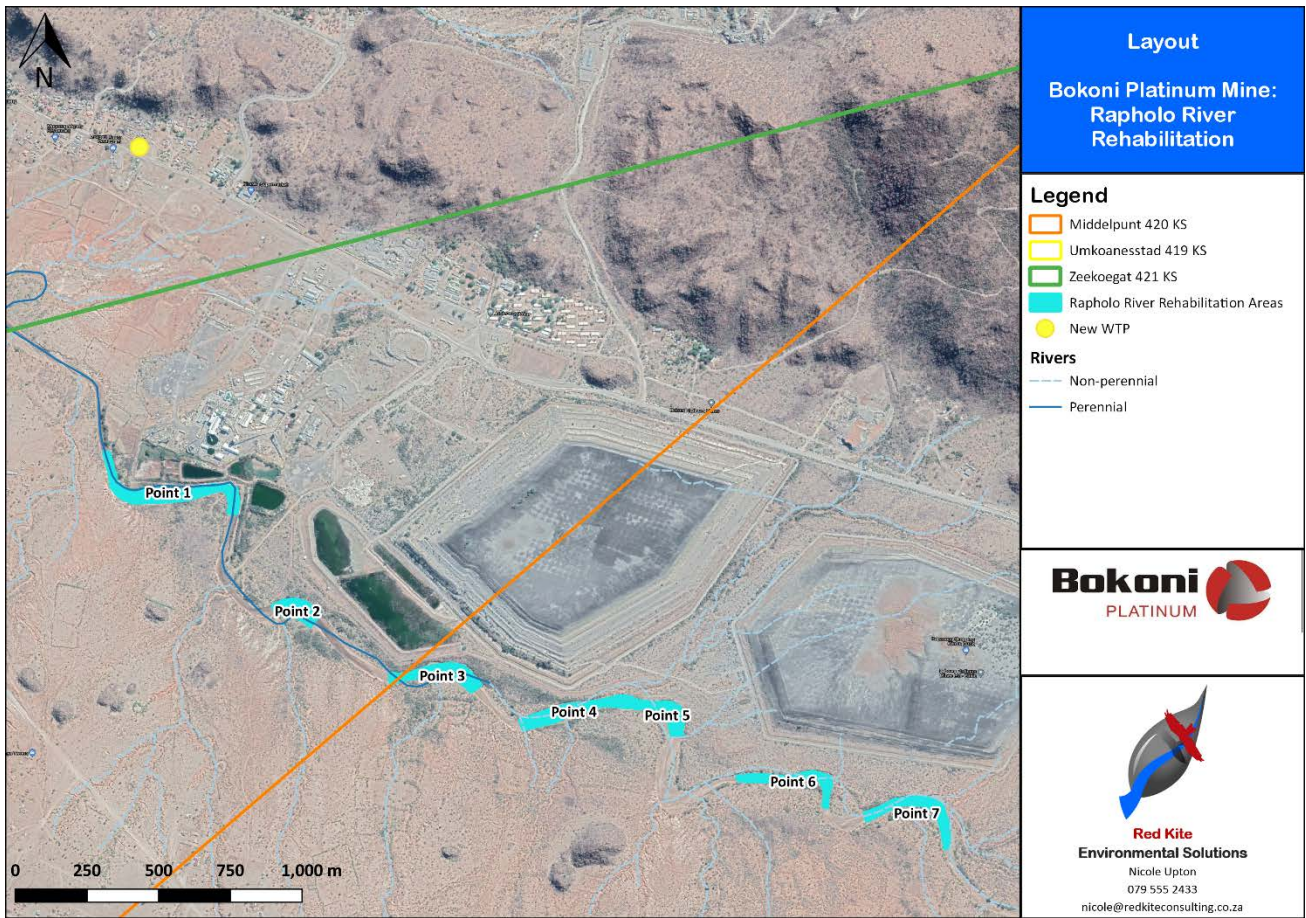 N
Point 1
Point 2
Point 3
Point 4
Point 5
Point 6
Point 7
0 250 500 750 1,000 m
Layout
Bokoni Platinum Mine:
Rapholo River
Rehabilitation
Legend
Middelpunt 420 KS
Umkoanesstad 419 KS
Zeekoegat 421 KS
Rapholo River Rehabilitation Areas
New WTP
Rivers
Non-perennial
Perennial
Bokoni
PLATINUM
Red Kite
Environmental Solutions
Nicole Upton
079 555 2433
nicole@redkiteconsulting.co.za